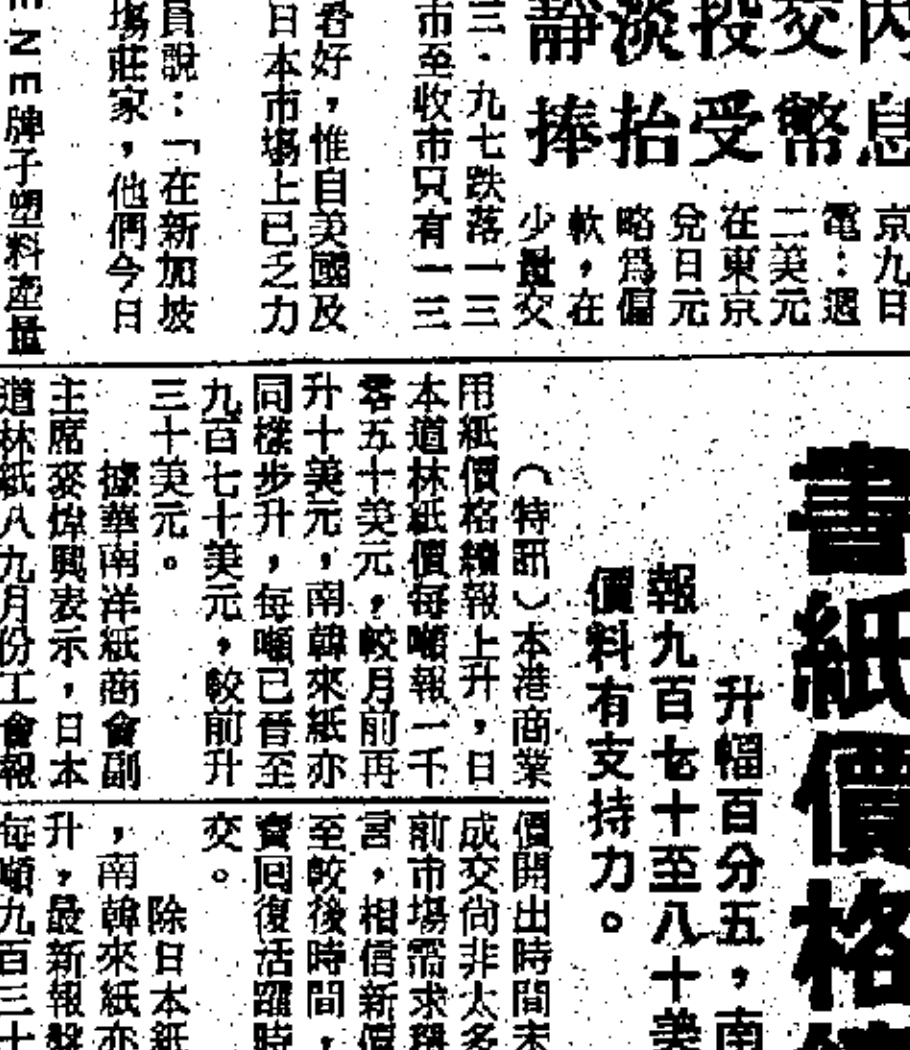 內交投淡靜
息幣受抬捧
京九日
電：週
二美元
在東京
兌日元
略為偏
軟，在
少量交
三．九七跌落一三
市至收市只有一三
看好，惟自美國及
日本市場上已乏力
員說：「在新加坡
場莊家，他們今日
ENE牌子塑料產量
書紙價格
升幅百分五，南
報九百七十至八十美
價料有支持力。
（特訊）本港商業
用紙價格續報上升，日
本道林紙價每噸報一千
零五十美元，較月前再
升十美元，南韓來紙亦
同樣步升，每噸已晉至
九百七十美元，較前升
三十美元。
據華南洋紙商會副
主席麥煒興表示，日本
道林紙八九月份工會報
價開出時間未
成交尚非太多
前市場需求
言，相信新價
至較後時間，
會回復活躍時
交。
除日本紙
，南韓來紙亦
升，最新報盤
每噸九百三十